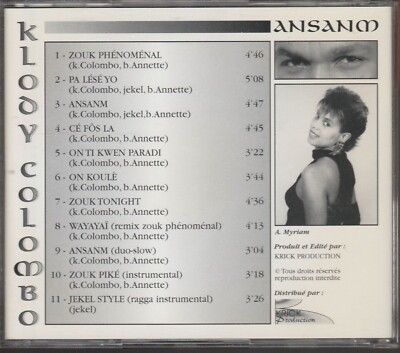 KLODY COLOMBO
ANSANM
1 - ZOUK PHÉNOMÉNAL 4'46
(k.Colombo, b.Annette)
2 - PA LÉSÉ YO 5'08
(k.Colombo, jekel, b.Annette)
3 - ANSANM 4'47
(k.Colombo, jekel,b.Annette)
4 - CÉ FÔS LA 4'45
(k.Colombo, b.Annette)
5 - ON TI KWEN PARADI 3'22
(k.Colombo, b.Annette)
6 - ON KOULÈ 3'44
(k.Colombo, b.Annette)
7 - ZOUK TONIGHT 4'36
(k.Colombo, b.Annette)
8 - WAYAYAÏ (remix zouk phénoménal) 4'13
(k.Colombo, b.Annette)
9 - ANSANM (duo-slow) 3'04
(k.Colombo, b.Annette)
10 - ZOUK PIKÉ (instrumental) 3'18
(k.Colombo, b.Annette)
11 - JEKEL STYLE (ragga instrumental) 3'26
(jekel)
A. Myriam
Produit et Edité par :
KRICK PRODUCTION
© Tous droits réservés
reproduction interdite
Distribué par :
KRICK
Production